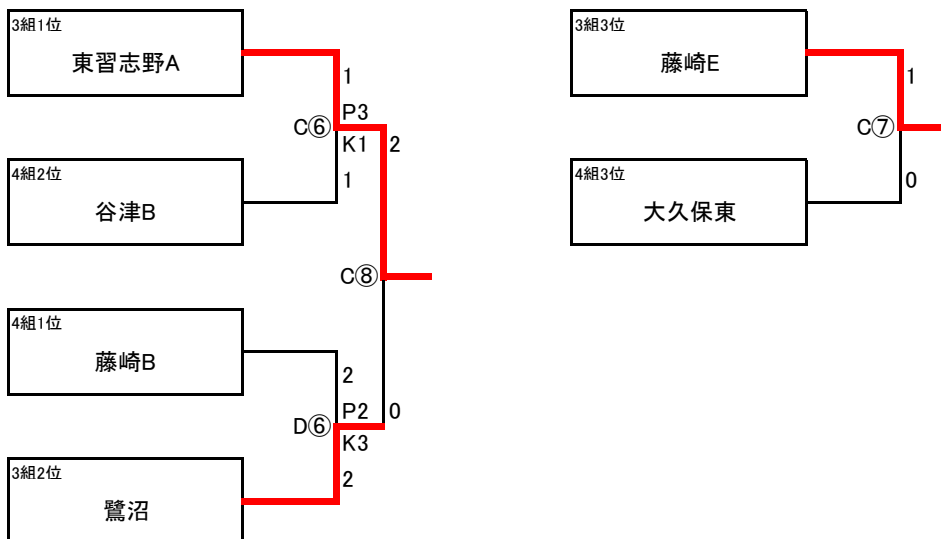 3組1位
東習志野A
1
P3
C⑥
K1
2
1
4組2位
谷津B
C⑧
4組1位
藤崎B
2
P2
0
D⑥
K3
2
3組2位
鷺沼
3組3位
藤崎E
1
C⑦
0
4組3位
大久保東